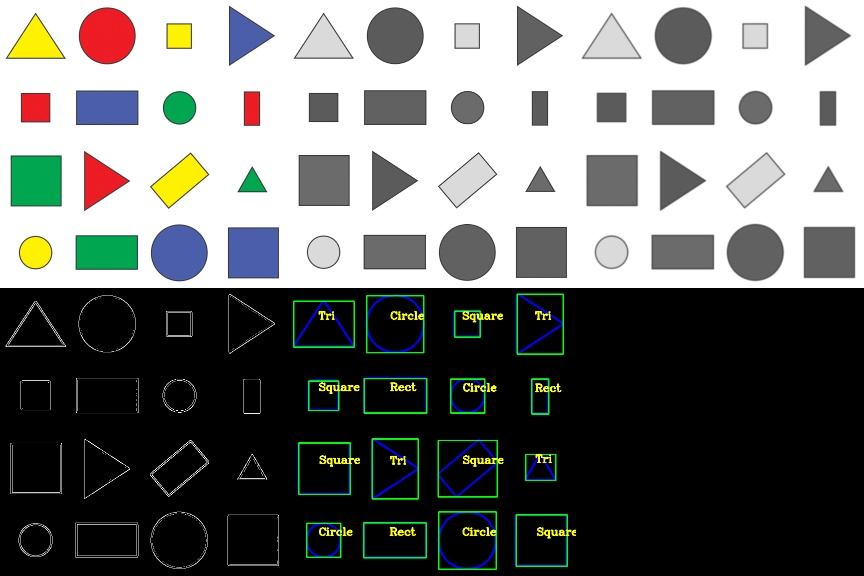 Tri Circle Square Tri
Square Rect Circle Rect
Square Tri Square Tri
Circle Rect Circle Square